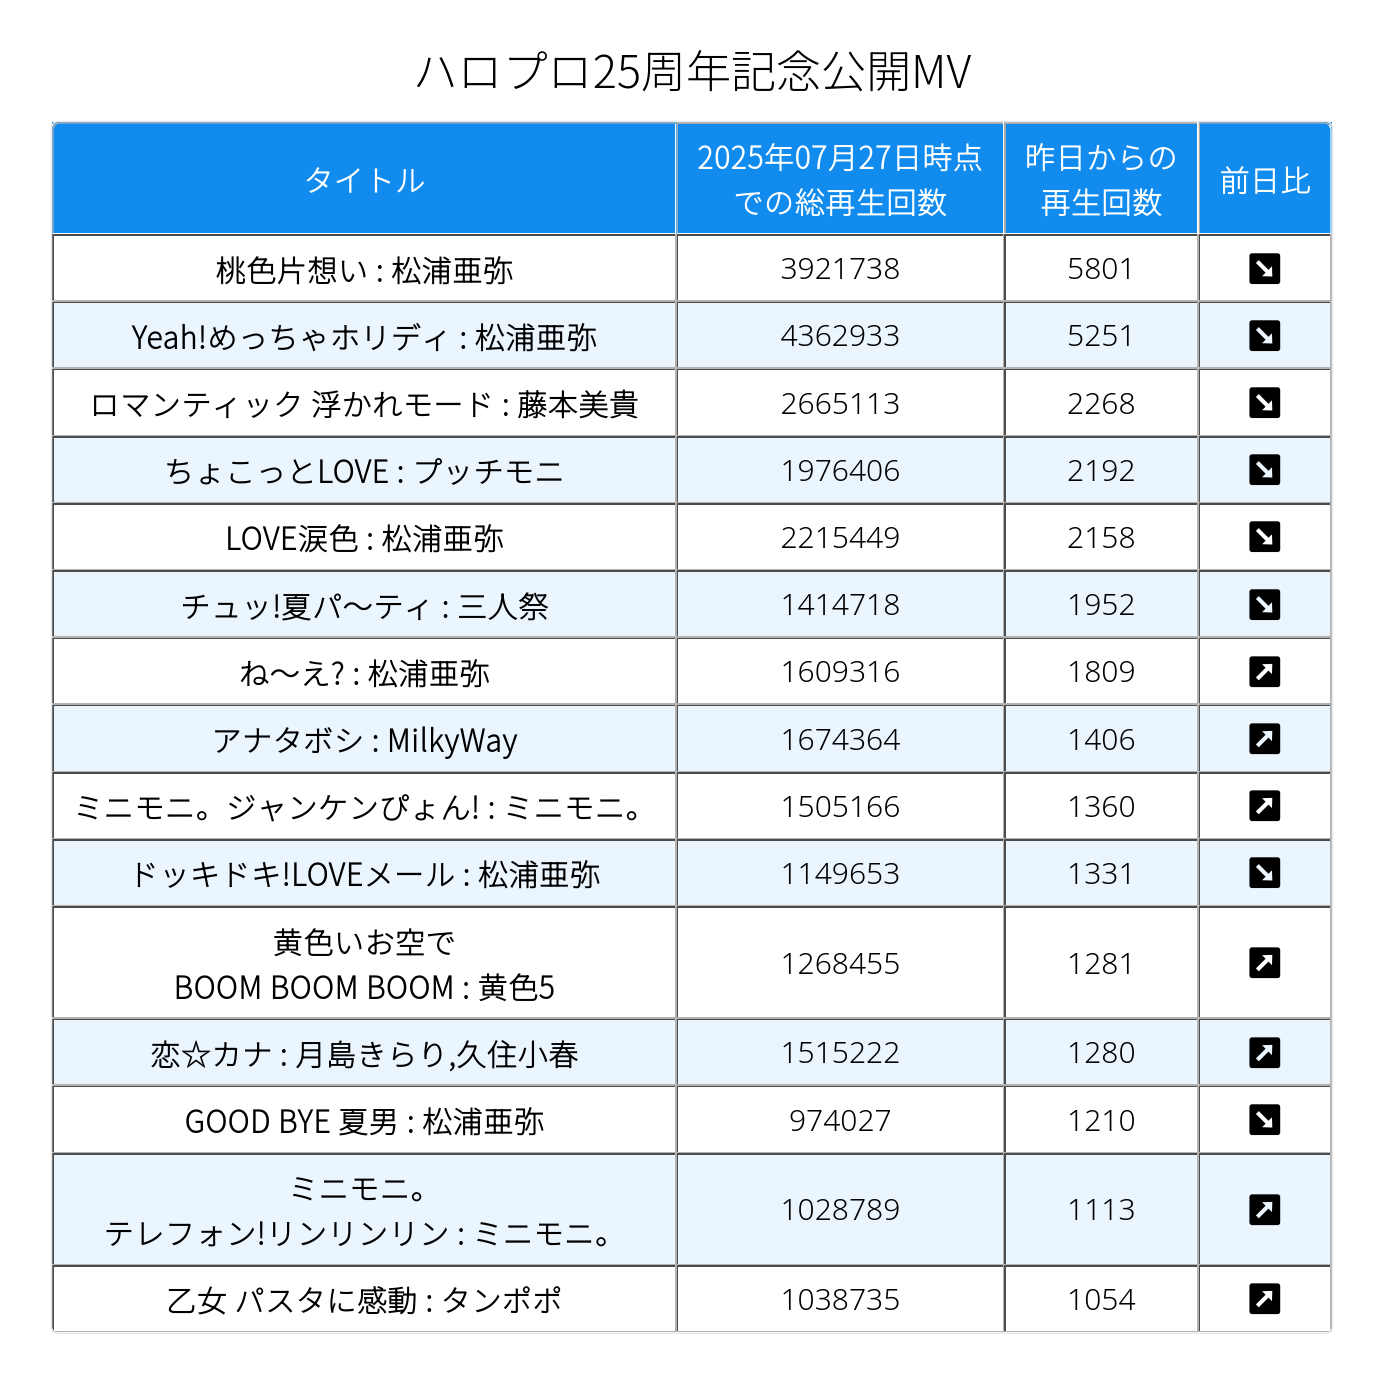 ハロプロ25周年記念公開MV
タイトル
2025年07月27日時点
での総再生回数
昨日からの
再生回数
前日比
桃色片想い : 松浦亜弥 3921738 5801 ↘
Yeah!めっちゃホリディ : 松浦亜弥 4362933 5251 ↘
ロマンティック 浮かれモード : 藤本美貴 2665113 2268 ↘
ちょこっとLOVE : プッチモニ 1976406 2192 ↘
LOVE涙色 : 松浦亜弥 2215449 2158 ↘
チュッ!夏パ〜ティ : 三人祭 1414718 1952 ↘
ね〜え? : 松浦亜弥 1609316 1809 ↗
アナタボシ : MilkyWay 1674364 1406 ↗
ミニモニ。ジャンケンぴょん! : ミニモニ。 1505166 1360 ↗
ドッキドキ!LOVEメール : 松浦亜弥 1149653 1331 ↘
黄色いお空で
BOOM BOOM BOOM : 黄色5 1268455 1281 ↗
恋☆カナ : 月島きらり,久住小春 1515222 1280 ↗
GOOD BYE 夏男 : 松浦亜弥 974027 1210 ↘
ミニモニ。
テレフォン!リンリンリン : ミニモニ。 1028789 1113 ↗
乙女 パスタに感動 : タンポポ 1038735 1054 ↗